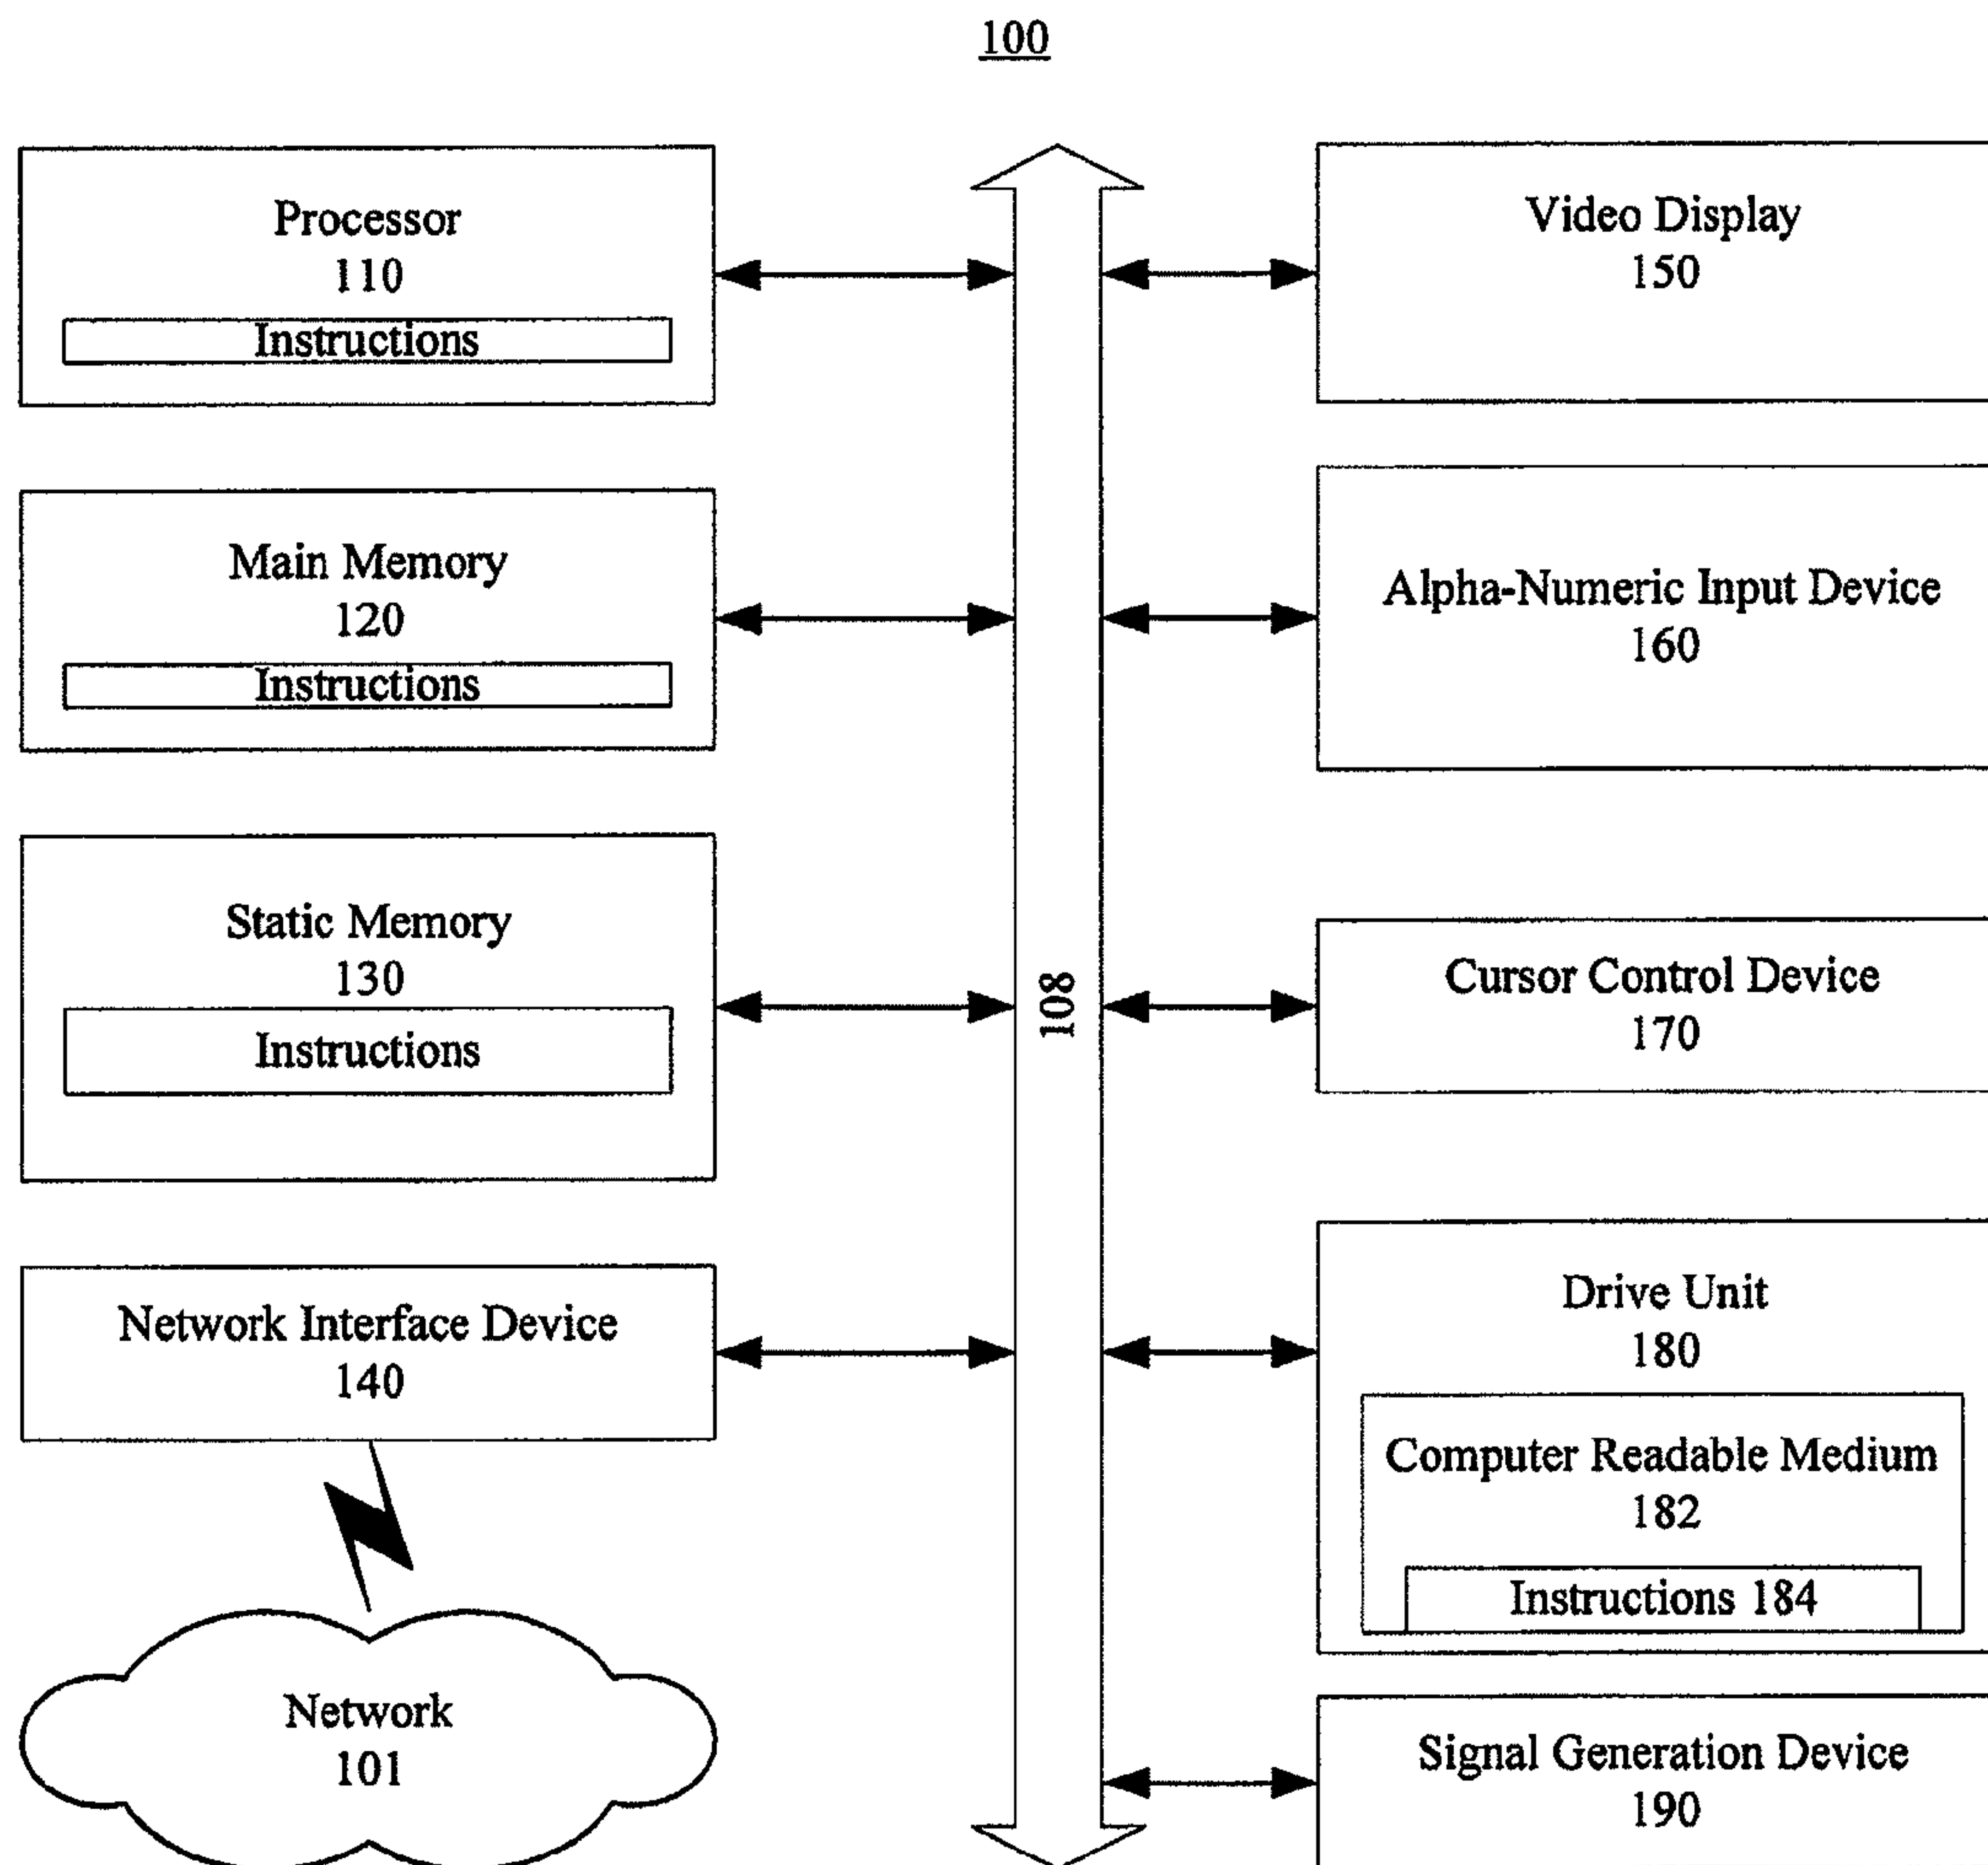 100
Processor
110
Instructions
Main Memory
120
Instructions
Static Memory
130
Instructions
Network Interface Device
140
Network
101
108
Video Display
150
Alpha-Numeric Input Device
160
Cursor Control Device
170
Drive Unit
180
Computer Readable Medium
182
Instructions 184
Signal Generation Device
190